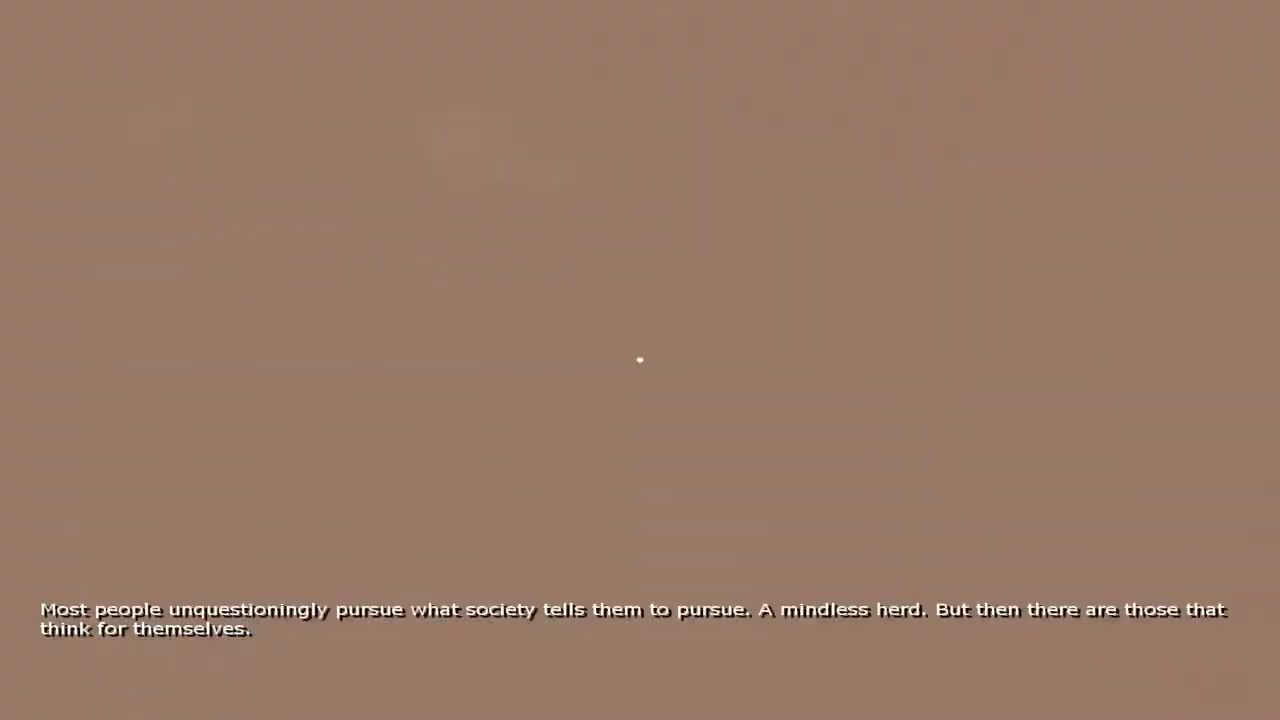 Most people unquestioningly pursue what society tells them to pursue. A mindless herd. But then there are those that
think for themselves.